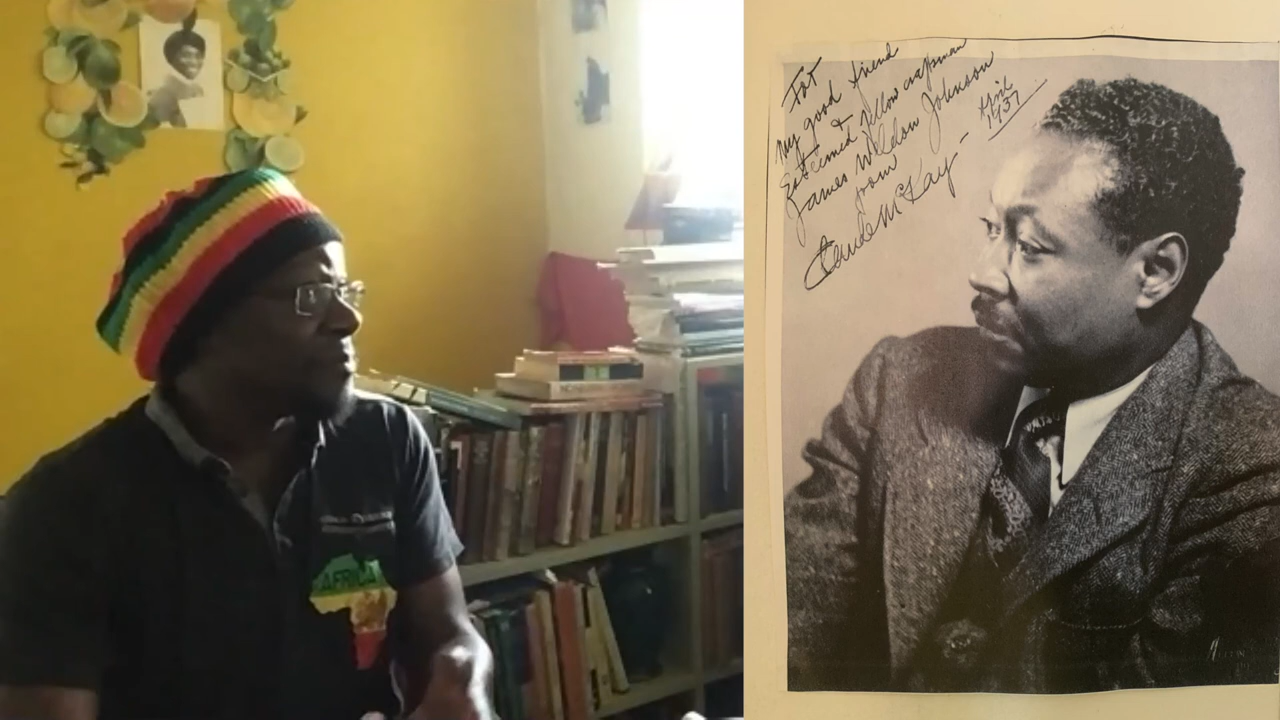 For
my good friend
Esteemed & fellow craftsman
James Weldon Johnson
from
Claude McKay –
April
1937
AFRICA